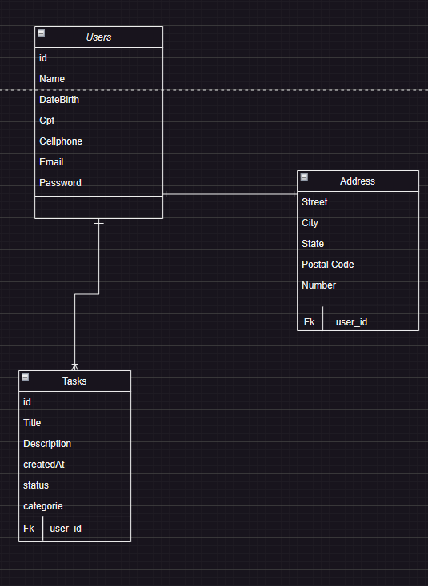 Users
id
Name
DateBirth
Cpf
Cellphone
Email
Password
Address
Street
City
State
Postal Code
Number
Fk user_id
Tasks
id
Title
Description
createdAt
status
categorie
Fk user_id